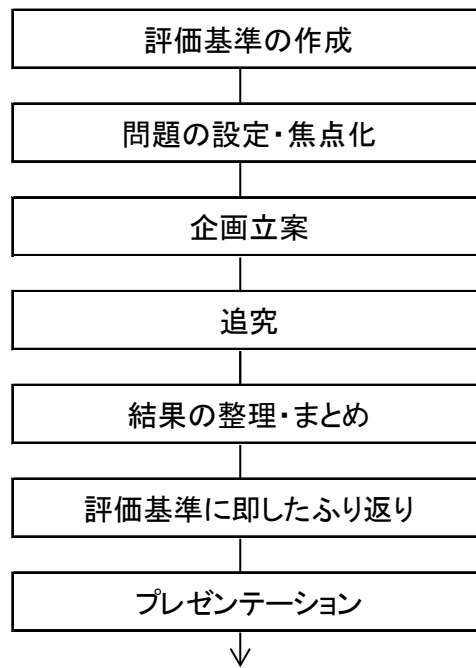 評価基準の作成
問題の設定・焦点化
企画立案
追究
結果の整理・まとめ
評価基準に即したふり返り
プレゼンテーション